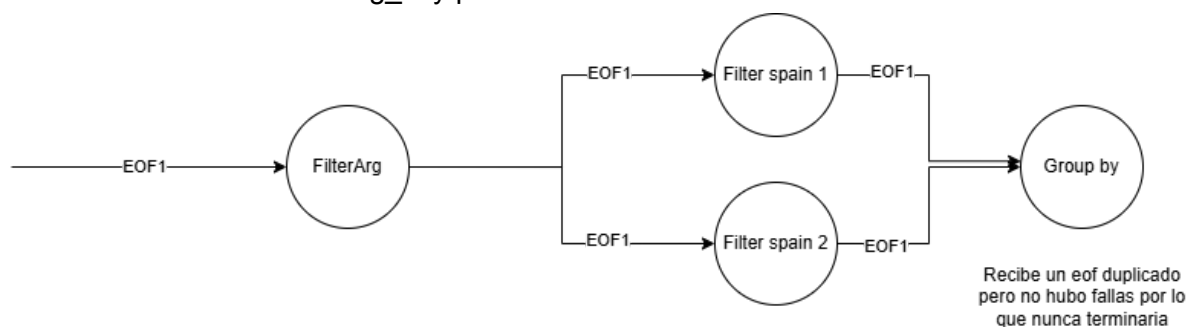 EOF1
FilterArg
EOF1
Filter spain 1
EOF1
EOF1
Filter spain 2
EOF1
Group by
Recibe un eof duplicado
pero no hubo fallas por lo
que nunca terminaria